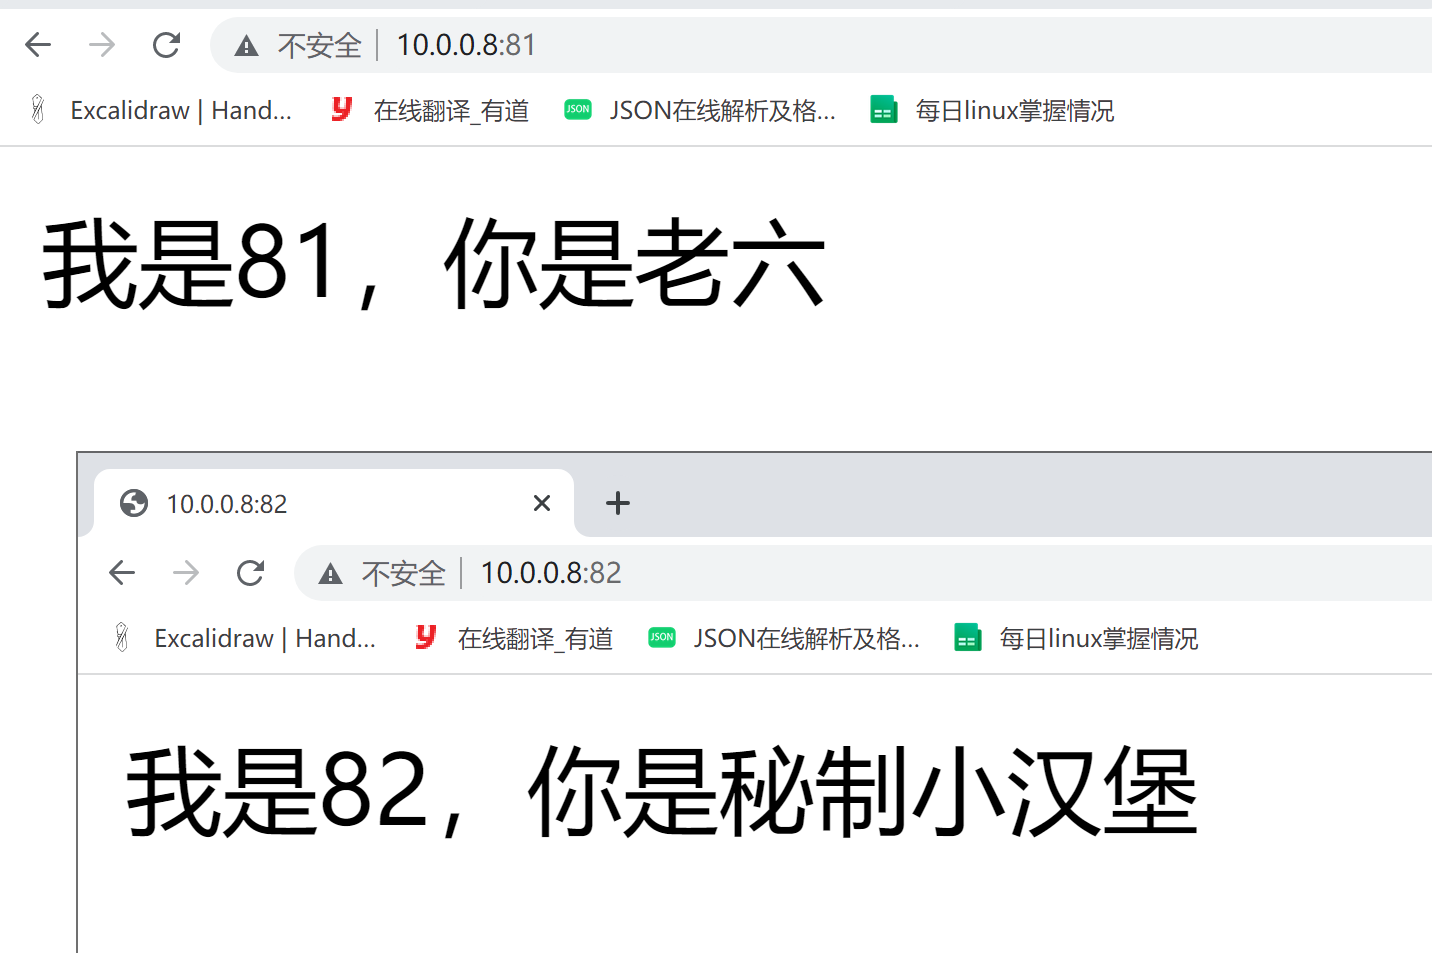 不安全 10.0.0.8:81
Excalidraw | Hand... 在线翻译_有道 JSON JSON在线解析及格... 每日linux掌握情况
我是81，你是老六
10.0.0.8:82
不安全 10.0.0.8:82
Excalidraw | Hand... 在线翻译_有道 JSON JSON在线解析及格... 每日linux掌握情况
我是82，你是秘制小汉堡